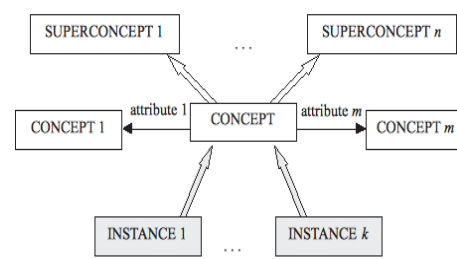 SUPERCONCEPT 1
SUPERCONCEPT n
...
attribute 1
attribute m
CONCEPT 1
CONCEPT
CONCEPT m
INSTANCE 1
INSTANCE k
...